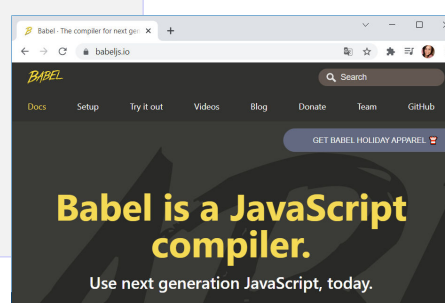 Babel · The compiler for next ger
babeljs.io
BABEL
Search
Docs Setup Try it out Videos Blog Donate Team GitHub
GET BABEL HOLIDAY APPAREL
Babel is a JavaScript
compiler.
Use next generation JavaScript, today.